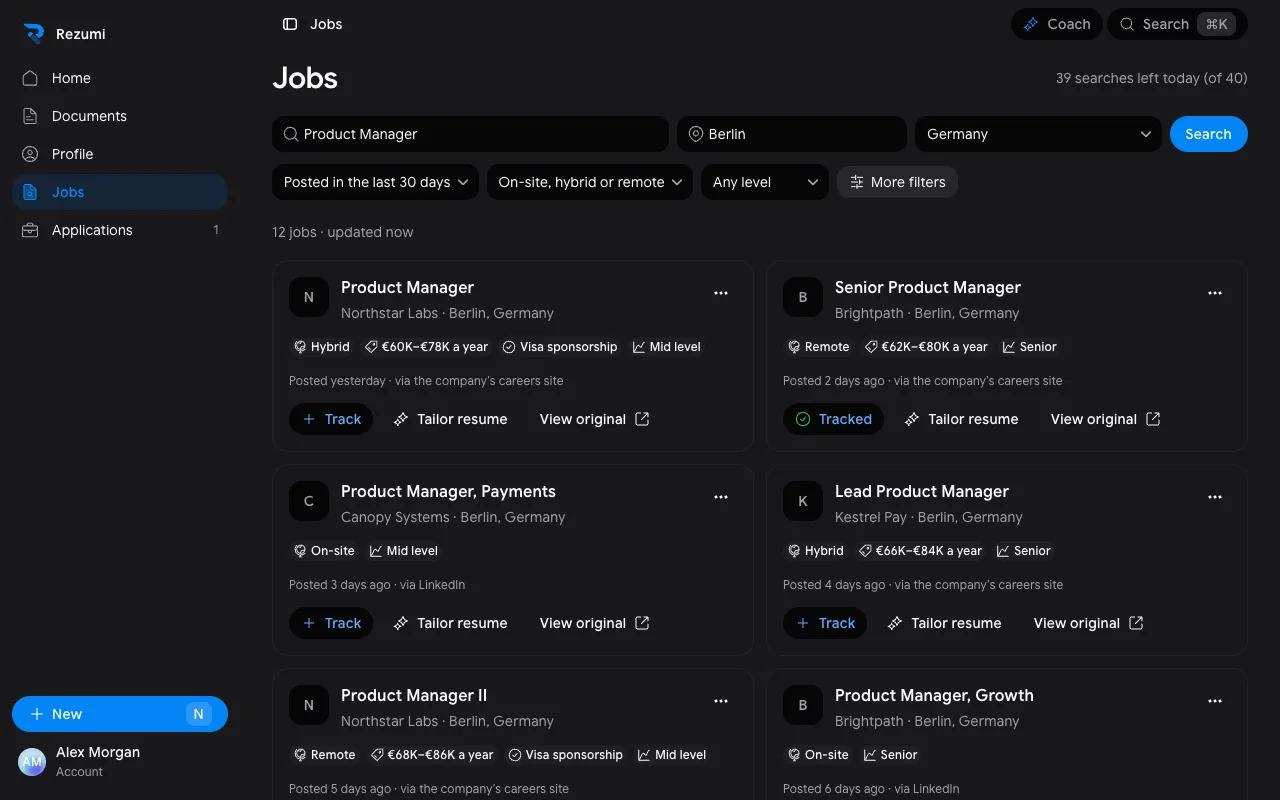 Rezumi
Home
Documents
Profile
Jobs
Applications 1
New N
AM
Alex Morgan
Account
Jobs
Coach
Search ⌘K
Jobs
39 searches left today (of 40)
Product Manager
Berlin
Germany
Search
Posted in the last 30 days
On-site, hybrid or remote
Any level
More filters
12 jobs · updated now
N
Product Manager
Northstar Labs · Berlin, Germany
Hybrid €60K–€78K a year Visa sponsorship Mid level
Posted yesterday · via the company's careers site
Track Tailor resume View original
B
Senior Product Manager
Brightpath · Berlin, Germany
Remote €62K–€80K a year Senior
Posted 2 days ago · via the company's careers site
Tracked Tailor resume View original
C
Product Manager, Payments
Canopy Systems · Berlin, Germany
On-site Mid level
Posted 3 days ago · via LinkedIn
Track Tailor resume View original
K
Lead Product Manager
Kestrel Pay · Berlin, Germany
Hybrid €66K–€84K a year Senior
Posted 4 days ago · via the company's careers site
Track Tailor resume View original
N
Product Manager II
Northstar Labs · Berlin, Germany
Remote €68K–€86K a year Visa sponsorship Mid level
Posted 5 days ago · via the company's careers site
B
Product Manager, Growth
Brightpath · Berlin, Germany
On-site Senior
Posted 6 days ago · via LinkedIn